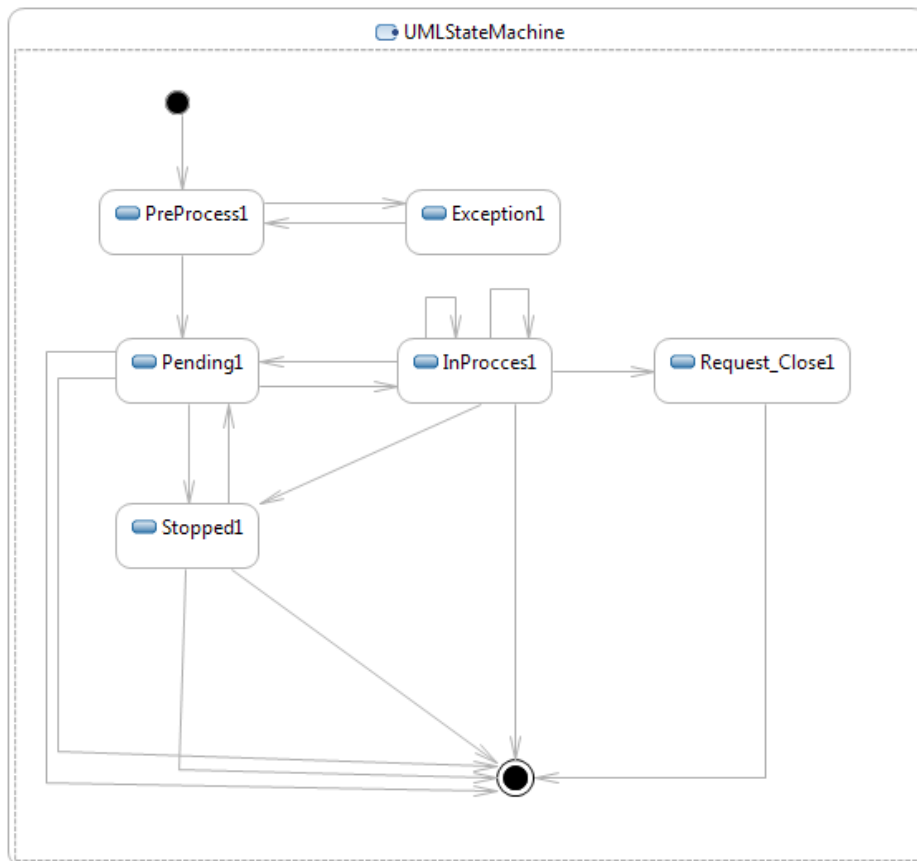 UMLStateMachine
PreProcess1
Exception1
Pending1
InProcces1
Request_Close1
Stopped1